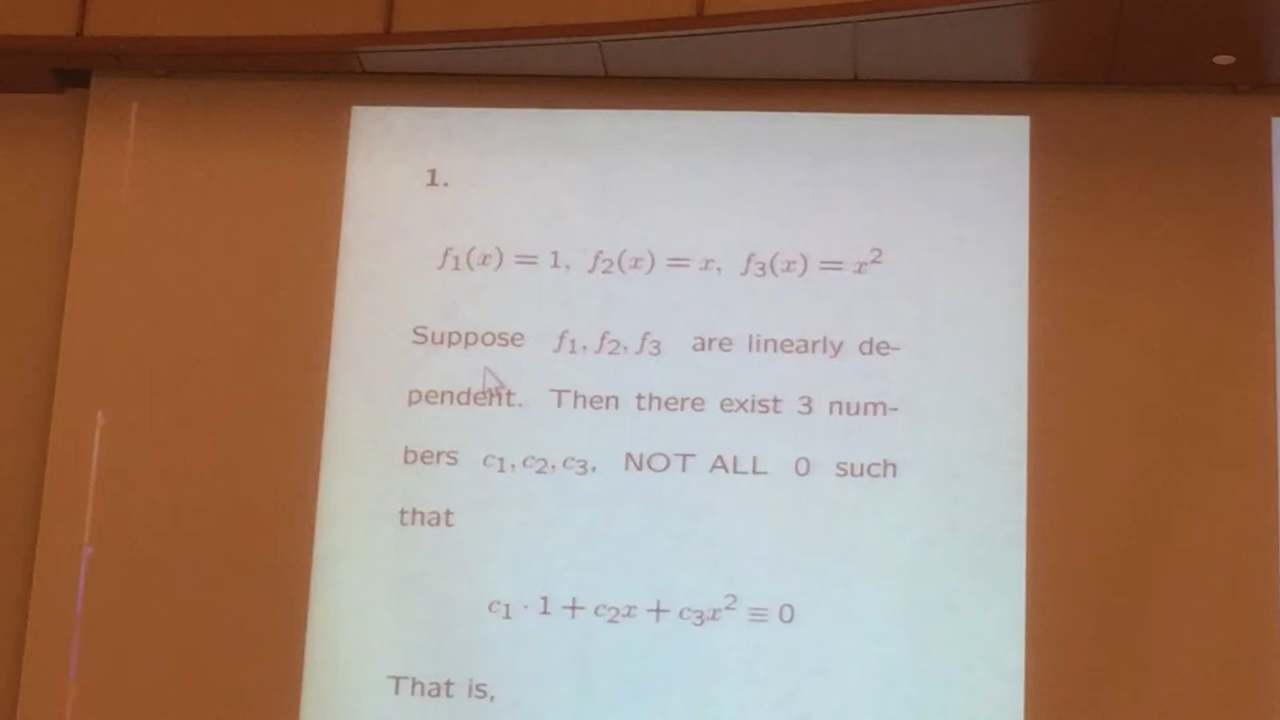 1.
f₁(x) = 1, f₂(x) = x, f₃(x) = x²
Suppose f₁, f₂, f₃ are linearly de-
pendent. Then there exist 3 num-
bers c₁, c₂, c₃, NOT ALL 0 such
that
c₁ · 1 + c₂x + c₃x² ≡ 0
That is,